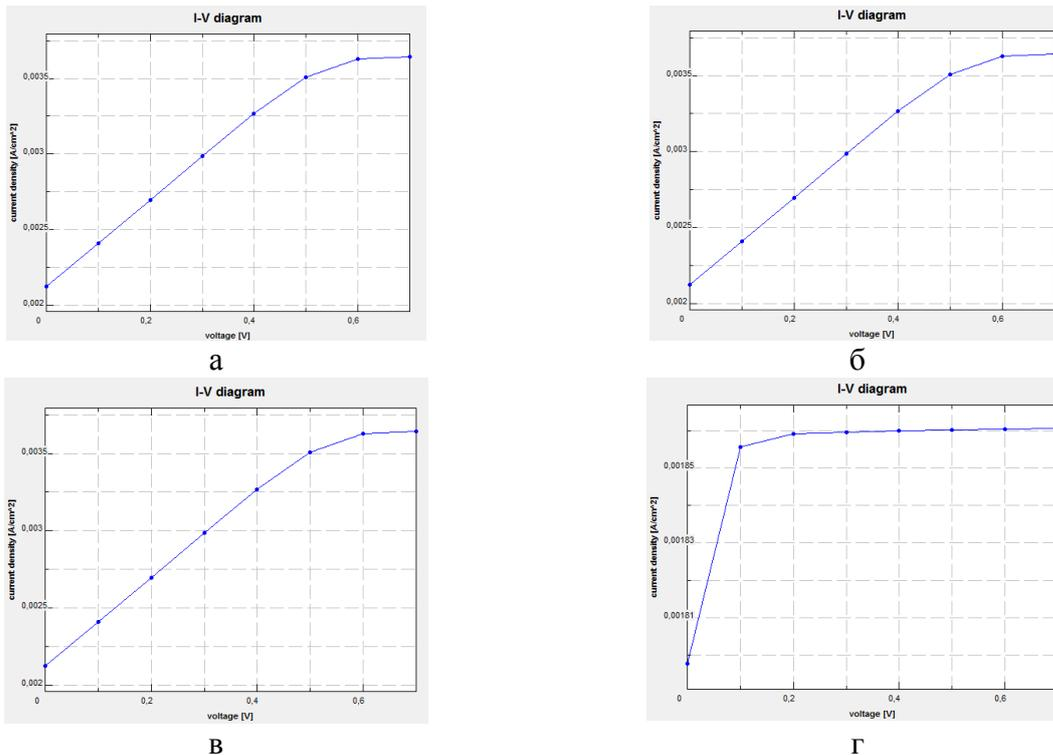 I-V diagram
current density [A/cm^2]
0,0035
0,003
0,0025
0,002
0
0,2
0,4
0,6
voltage [V]
а
I-V diagram
current density [A/cm^2]
0,0035
0,003
0,0025
0,002
0
0,2
0,4
0,6
voltage [V]
б
I-V diagram
current density [A/cm^2]
0,0035
0,003
0,0025
0,002
0
0,2
0,4
0,6
voltage [V]
в
I-V diagram
current density [A/cm^2]
0,00185
0,00183
0,00181
0
0,2
0,4
0,6
voltage [V]
г